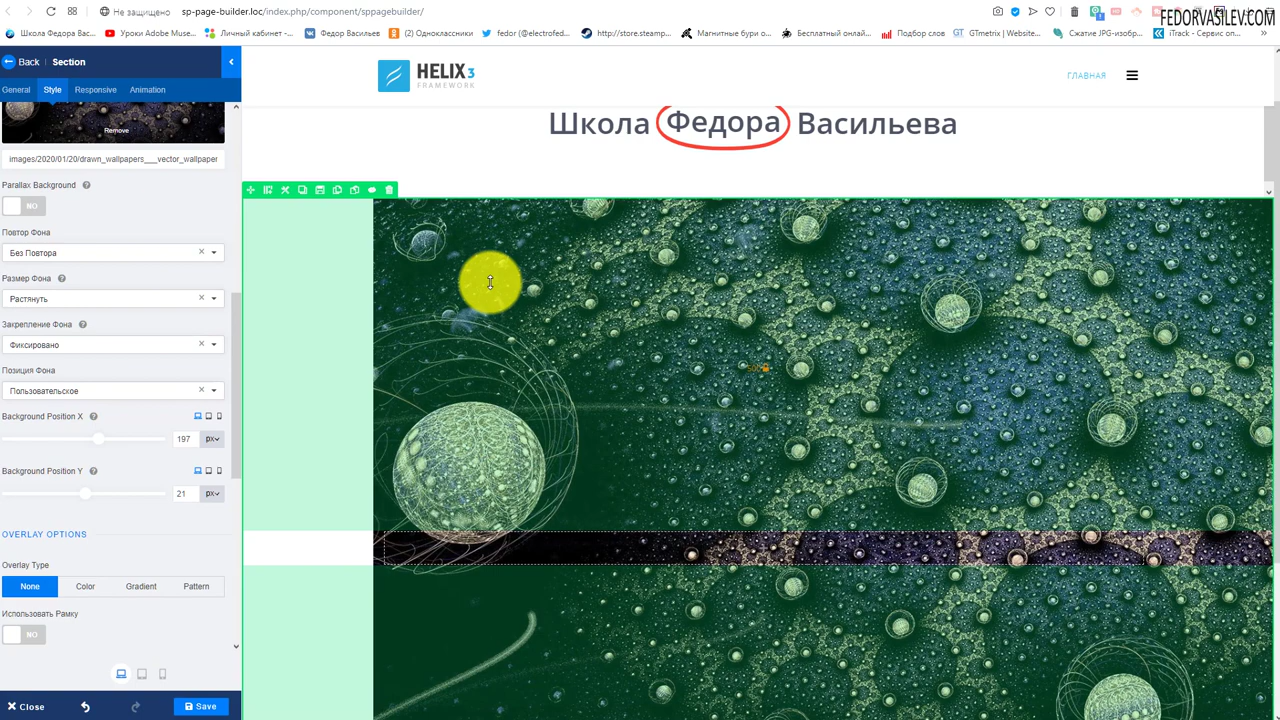 Не защищено
sp-page-builder.loc/index.php/component/sppagebuilder/
FEDORVASILEV.COM
Школа Федора Вас...
Уроки Adobe Muse...
Личный кабинет -...
Федор Васильев
(2) Одноклассники
twitter - fedor (@electrofed...
http://store.steamp...
Магнитные бури о...
Бесплатный онлай...
Подбор слов
GTmetrix | Website...
Сжатие JPG-изобр...
iTrack - Сервис оп...
Back
Section
General
Style
Responsive
Animation
HELIX3
FRAMEWORK
ГЛАВНАЯ
Школа Федора Васильева
Remove
images/2020/01/20/drawn_wallpapers___vector_wallpaper
Parallax Background
NO
Повтор Фона
Без Повтора
Размер Фона
Растянуть
Закрепление Фона
Фиксировано
Позиция Фона
Пользовательское
Background Position X
197
px
Background Position Y
21
px
OVERLAY OPTIONS
Overlay Type
None
Color
Gradient
Pattern
Использовать Рамку
NO
Close
Save